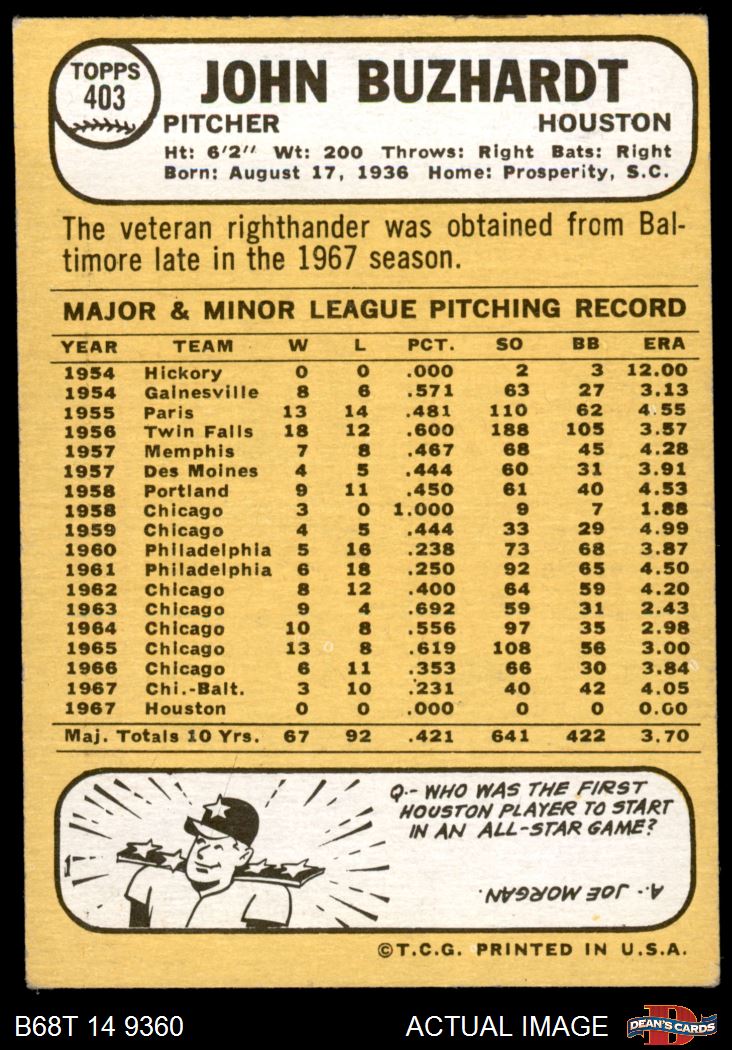 TOPPS
403
JOHN BUZHARDT
PITCHER HOUSTON
Ht: 6'2" Wt: 200 Throws: Right Bats: Right
Born: August 17, 1936 Home: Prosperity, S.C.
The veteran righthander was obtained from Bal-
timore late in the 1967 season.
MAJOR & MINOR LEAGUE PITCHING RECORD
YEAR TEAM W L PCT. SO BB ERA
1954 Hickory 0 0 .000 2 3 12.00
1954 Gainesville 8 6 .571 63 27 3.13
1955 Paris 13 14 .481 110 62 4.55
1956 Twin Falls 18 12 .600 188 105 3.57
1957 Memphis 7 8 .467 68 45 4.28
1957 Des Moines 4 5 .444 60 31 3.91
1958 Portland 9 11 .450 61 40 4.53
1958 Chicago 3 0 1.000 9 7 1.88
1959 Chicago 4 5 .444 33 29 4.99
1960 Philadelphia 5 16 .238 73 68 3.87
1961 Philadelphia 6 18 .250 92 65 4.50
1962 Chicago 8 12 .400 64 59 4.20
1963 Chicago 9 4 .692 59 31 2.43
1964 Chicago 10 8 .556 97 35 2.98
1965 Chicago 13 8 .619 108 56 3.00
1966 Chicago 6 11 .353 66 30 3.84
1967 Chi.-Balt. 3 10 .231 40 42 4.05
1967 Houston 0 0 .000 0 0 0.00
Maj. Totals 10 Yrs. 67 92 .421 641 422 3.70
Q.- WHO WAS THE FIRST
HOUSTON PLAYER TO START
IN AN ALL-STAR GAME?
A.- JOE MORGAN.
©T.C.G. PRINTED IN U.S.A.
B68T 14 9360 ACTUAL IMAGE D DEAN'S CARDS